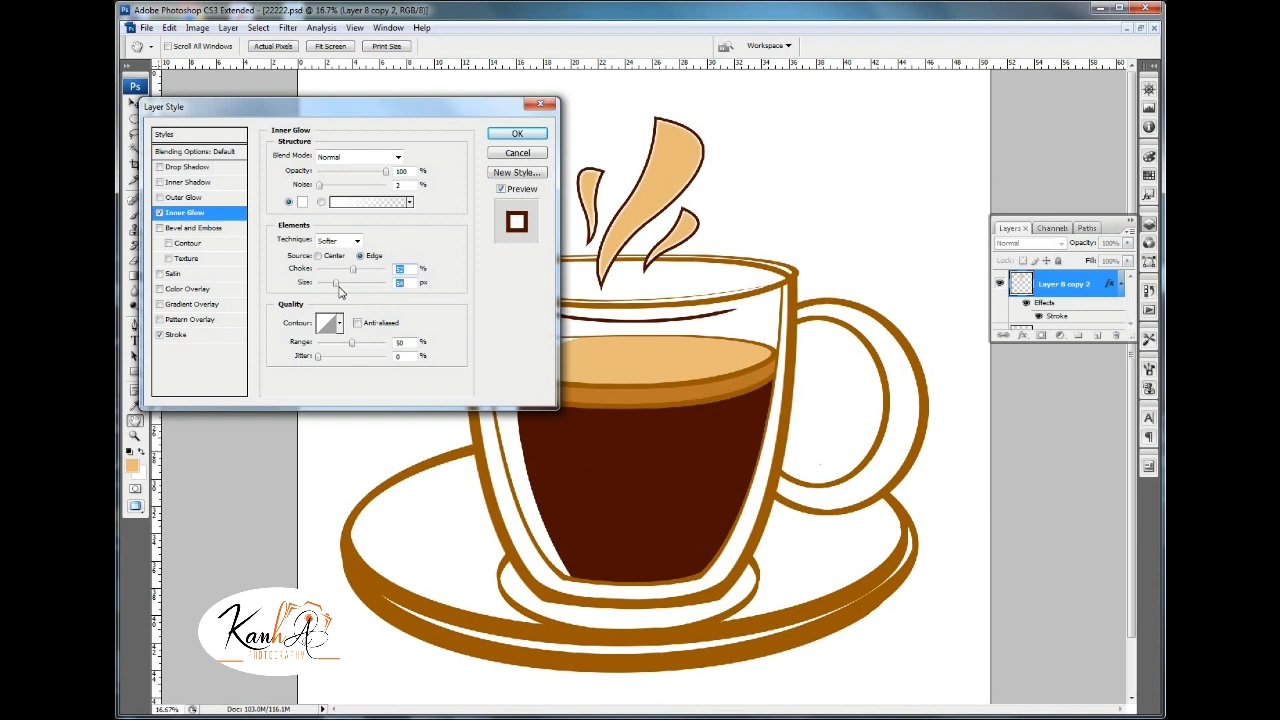 Adobe Photoshop CS3 Extended - [22222.psd @ 16.7% (Layer 8 copy 2, RGB/8)]
File Edit Image Layer Select Filter Analysis View Window Help
Scroll All Windows Actual Pixels Fit Screen Print Size Workspace
Layer Style
Styles
Blending Options: Default
Drop Shadow
Inner Shadow
Outer Glow
Inner Glow
Bevel and Emboss
Contour
Texture
Satin
Color Overlay
Gradient Overlay
Pattern Overlay
Stroke
Inner Glow
Structure
Blend Mode: Normal
Opacity: 100 %
Noise: 2 %
Elements
Technique: Softer
Source: Center Edge
Choke: 52 %
Size: px
Quality
Contour: Anti-aliased
Range: 50 %
Jitter: 0 %
OK
Cancel
New Style...
Preview
Layers Channels Paths
Normal Opacity: 100%
Lock: Fill: 100%
Layer 8 copy 2 fx
Effects
Stroke
Kanha
PHOTOGRAPHY
16.67% Doc: 103.0M/116.1M